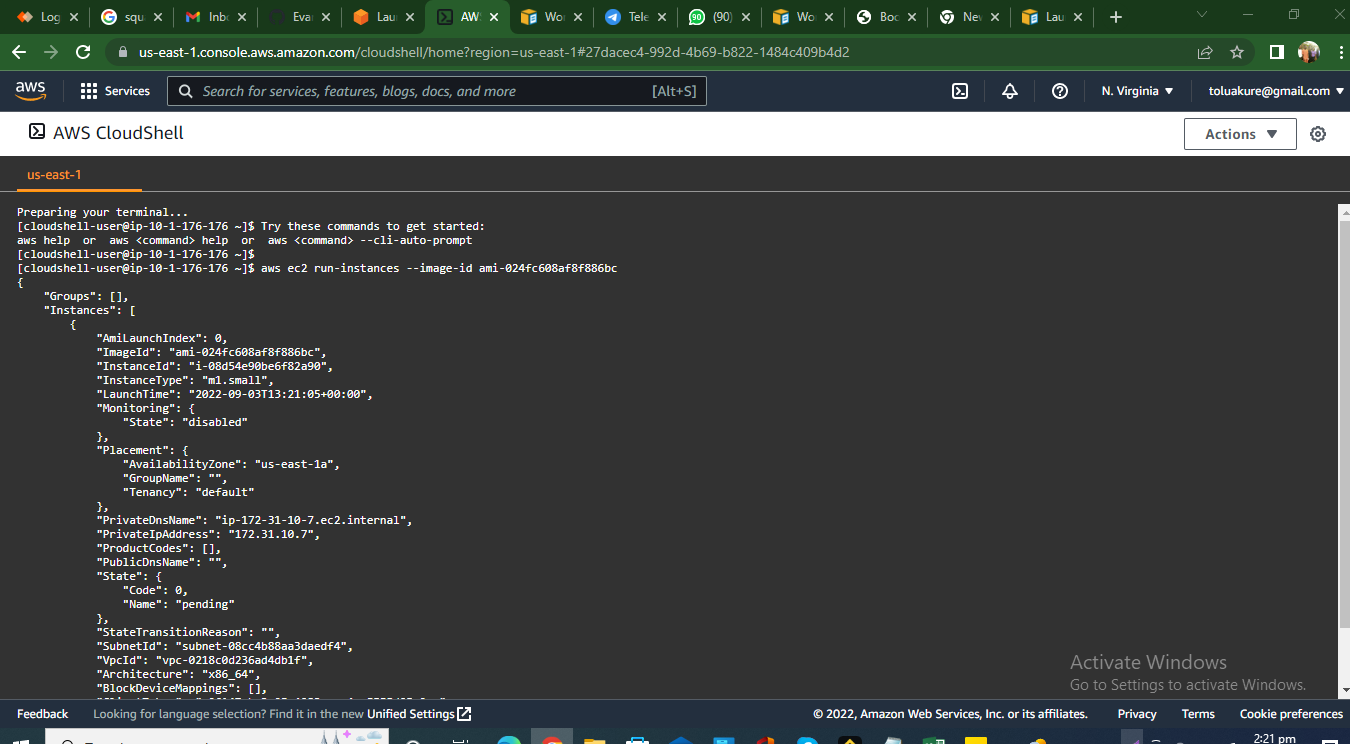 Log
squ
Inb
Evai
Lau
AW
Wo
Tele
(90)
Wo
Boc
Nev
Lau
us-east-1.console.aws.amazon.com/cloudshell/home?region=us-east-1#27dacec4-992d-4b69-b822-1484c409b4d2
aws
Services
Search for services, features, blogs, docs, and more
[Alt+S]
N. Virginia
toluakure@gmail.com
AWS CloudShell
Actions
us-east-1
Preparing your terminal...
[cloudshell-user@ip-10-1-176-176 ~]$ Try these commands to get started:
aws help or aws <command> help or aws <command> --cli-auto-prompt
[cloudshell-user@ip-10-1-176-176 ~]$
[cloudshell-user@ip-10-1-176-176 ~]$ aws ec2 run-instances --image-id ami-024fc608af8f886bc
{
"Groups": [],
"Instances": [
{
"AmiLaunchIndex": 0,
"ImageId": "ami-024fc608af8f886bc",
"InstanceId": "i-08d54e90be6f82a90",
"InstanceType": "m1.small",
"LaunchTime": "2022-09-03T13:21:05+00:00",
"Monitoring": {
"State": "disabled"
},
"Placement": {
"AvailabilityZone": "us-east-1a",
"GroupName": "",
"Tenancy": "default"
},
"PrivateDnsName": "ip-172-31-10-7.ec2.internal",
"PrivateIpAddress": "172.31.10.7",
"ProductCodes": [],
"PublicDnsName": "",
"State": {
"Code": 0,
"Name": "pending"
},
"StateTransitionReason": "",
"SubnetId": "subnet-08cc4b88aa3daedf4",
"VpcId": "vpc-0218c0d236ad4db1f",
"Architecture": "x86_64",
"BlockDeviceMappings": [],
Activate Windows
Go to Settings to activate Windows.
Feedback
Looking for language selection? Find it in the new Unified Settings
© 2022, Amazon Web Services, Inc. or its affiliates.
Privacy
Terms
Cookie preferences
2:21 pm